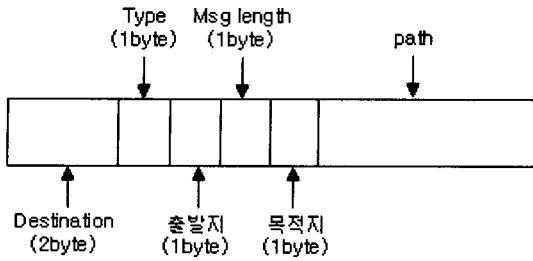 Type
(1byte)
Msg length
(1byte)
path
Destination
(2byte)
출발지
(1byte)
목적지
(1byte)